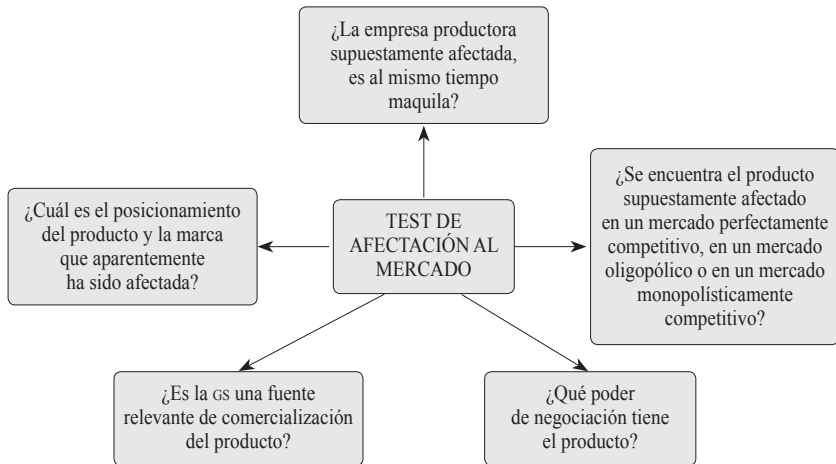 ¿La empresa productora
supuestamente afectada,
es al mismo tiempo
maquila?
¿Cuál es el posicionamiento
del producto y la marca
que aparentemente
ha sido afectada?
TEST DE
AFECTACIÓN AL
MERCADO
¿Se encuentra el producto
supuestamente afectado
en un mercado perfectamente
competitivo, en un mercado
oligopólico o en un mercado
monopolísticamente
competitivo?
¿Es la GS una fuente
relevante de comercialización
del producto?
¿Qué poder
de negociación tiene
el producto?